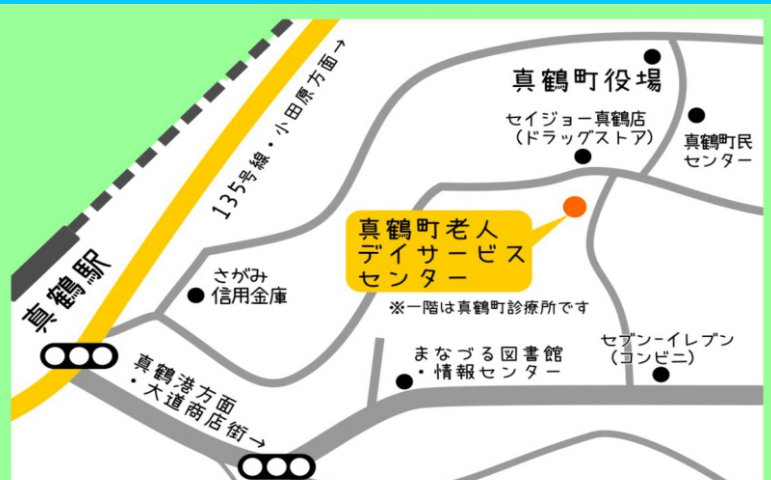 135号線・小田原方面→
真鶴町役場
セイジョー真鶴店
（ドラッグストア）
真鶴町民
センター
真鶴町老人
デイサービス
センター
※一階は真鶴町診療所です
真鶴駅
さがみ
信用金庫
真鶴港方面
・大道商店街→
まなづる図書館
・情報センター
セブン-イレブン
（コンビニ）